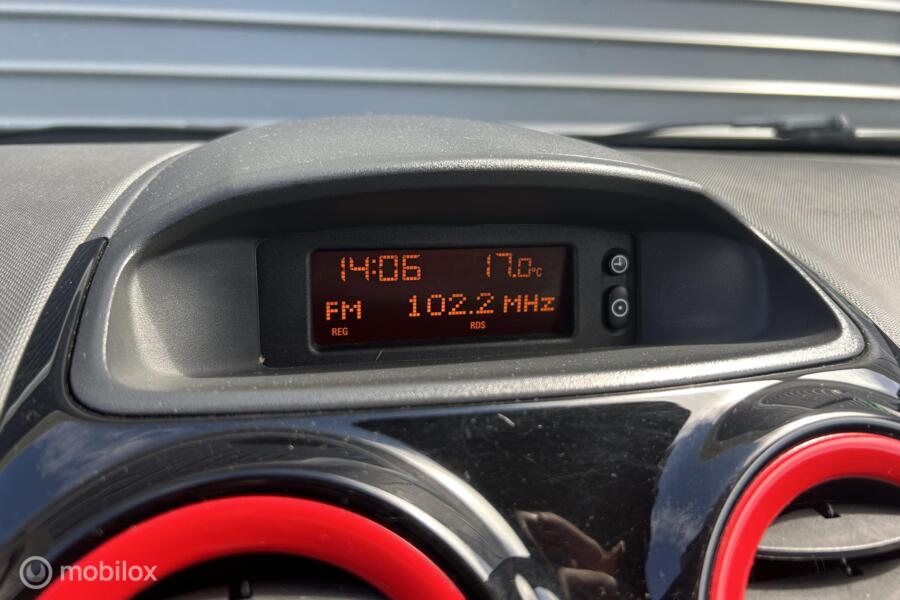 14:06 17.0°C
FM 102.2 MHz
REG RDS
mobilox